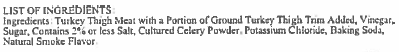 LIST OF INGREDIENTS:
Ingredients: Turkey Thigh Meat with a Portion of Ground Turkey Thigh Trim Added, Vinegar,
Sugar, Contains 2% or less Salt, Cultured Celery Powder, Potassium Chloride, Baking Soda,
Natural Smoke Flavor.